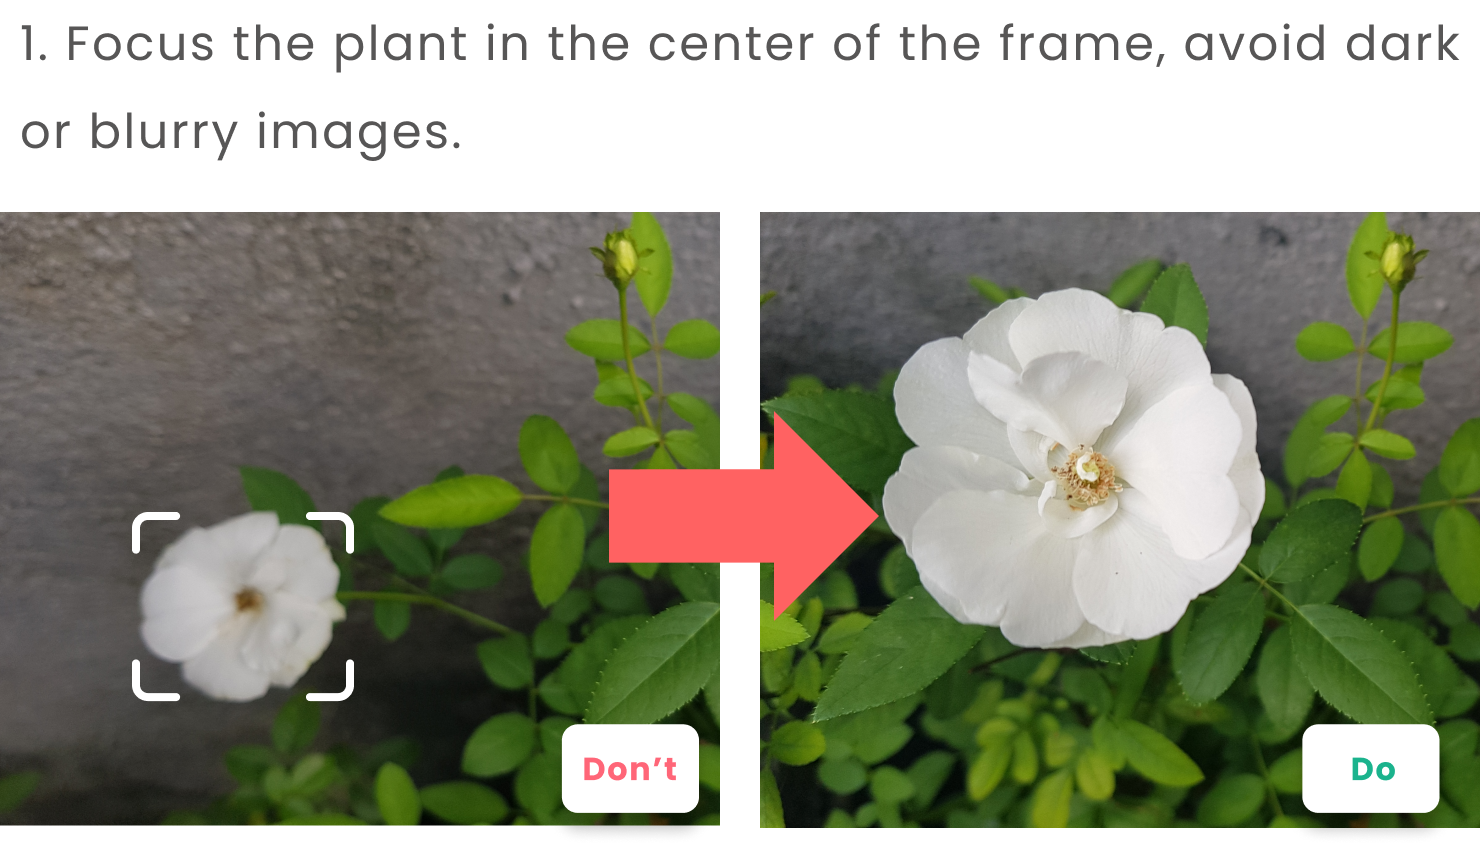 1. Focus the plant in the center of the frame, avoid dark
or blurry images.
Don’t
Do